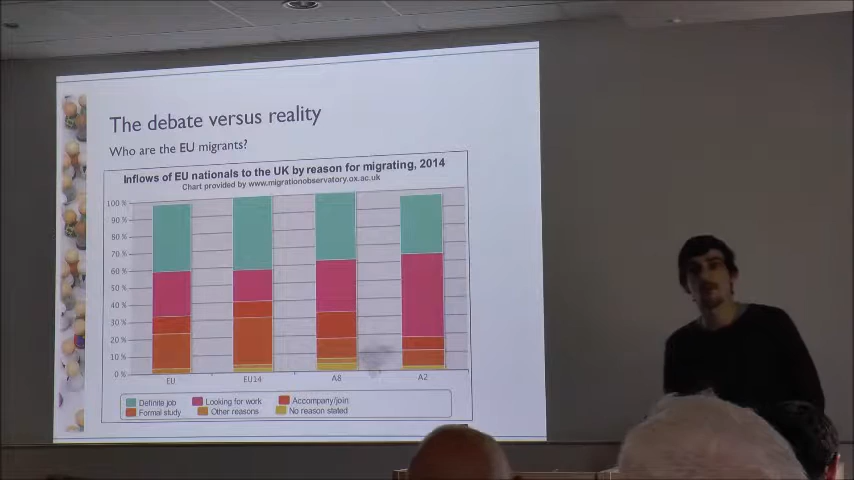 The debate versus reality
Who are the EU migrants?
Inflows of EU nationals to the UK by reason for migrating, 2014
Chart provided by www.migrationobservatory.ox.ac.uk
100 %
90 %
80 %
70 %
60 %
50 %
40 %
30 %
20 %
10 %
0 %
EU EU14 A8 A2
Definite job Looking for work Accompany/join
Formal study Other reasons No reason stated